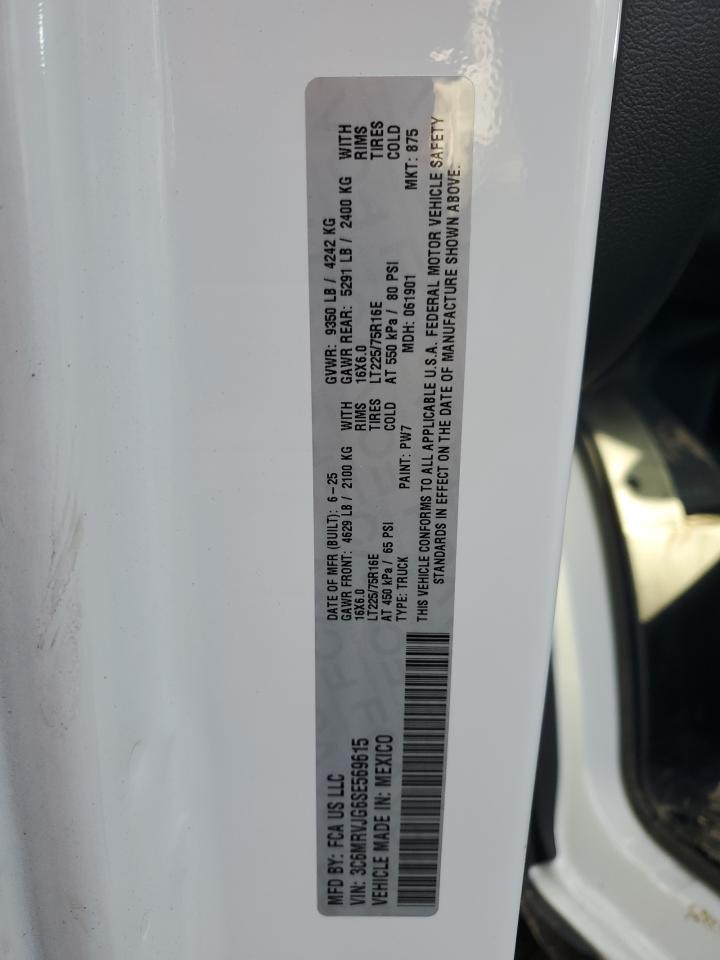 MFD BY: FCA US LLC
VIN: 3C6MRVJG6SE569615
VEHICLE MADE IN: MEXICO
DATE OF MFR (BUILT): 6-25 GVWR: 9350 LB / 4242 KG
GAWR FRONT: 4629 LB / 2100 KG WITH GAWR REAR: 5291 LB / 2400 KG WITH
16X6.0 RIMS 16X6.0 RIMS
LT225/75R16E TIRES LT225/75R16E TIRES
AT 450 kPa / 65 PSI COLD AT 550 kPa / 80 PSI COLD
TYPE: TRUCK PAINT: PW7 MDH: 061901 MKT: 875
THIS VEHICLE CONFORMS TO ALL APPLICABLE U.S.A. FEDERAL MOTOR VEHICLE SAFETY
STANDARDS IN EFFECT ON THE DATE OF MANUFACTURE SHOWN ABOVE.